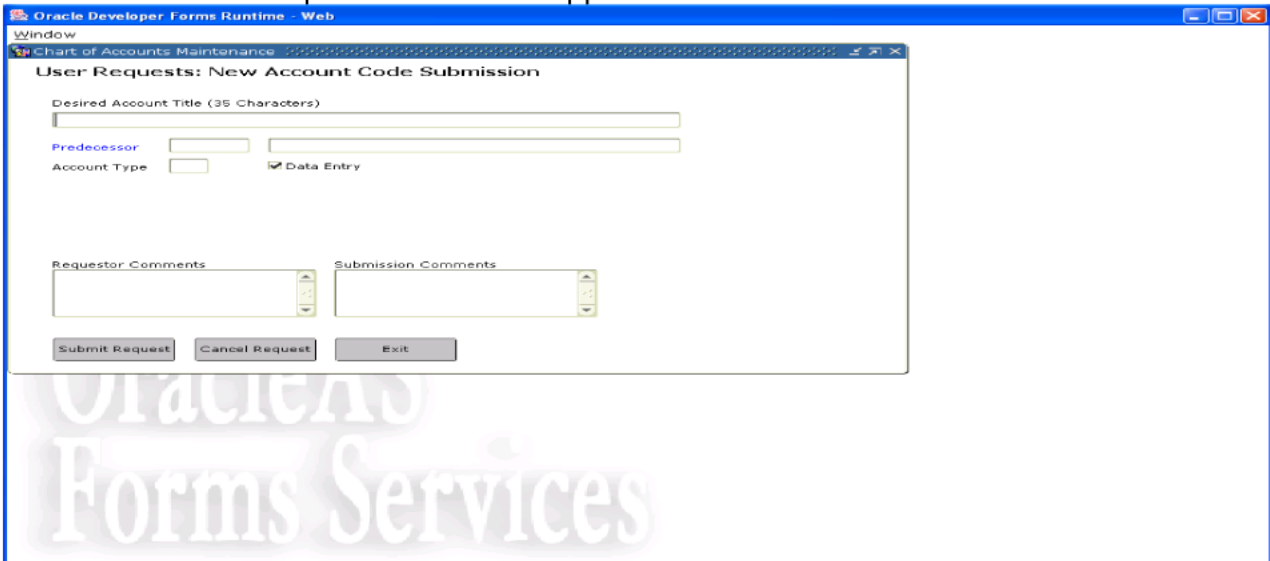 Oracle Developer Forms Runtime - Web
Window
Chart of Accounts Maintenance
User Requests: New Account Code Submission
Desired Account Title (35 Characters)
Predecessor
Account Type Data Entry
Requestor Comments Submission Comments
Submit Request Cancel Request Exit
OracleAS
Forms Services